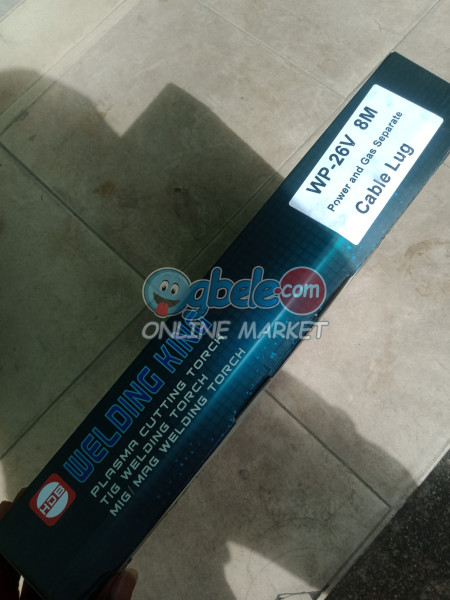 WP-26V 8M
Power and Gas Separate
Cable Lug
gbele.com
ONLINE MARKET
WELDING KING
PLASMA CUTTING TORCH
TIG WELDING TORCH
MIG/ MAG WELDING TORCH